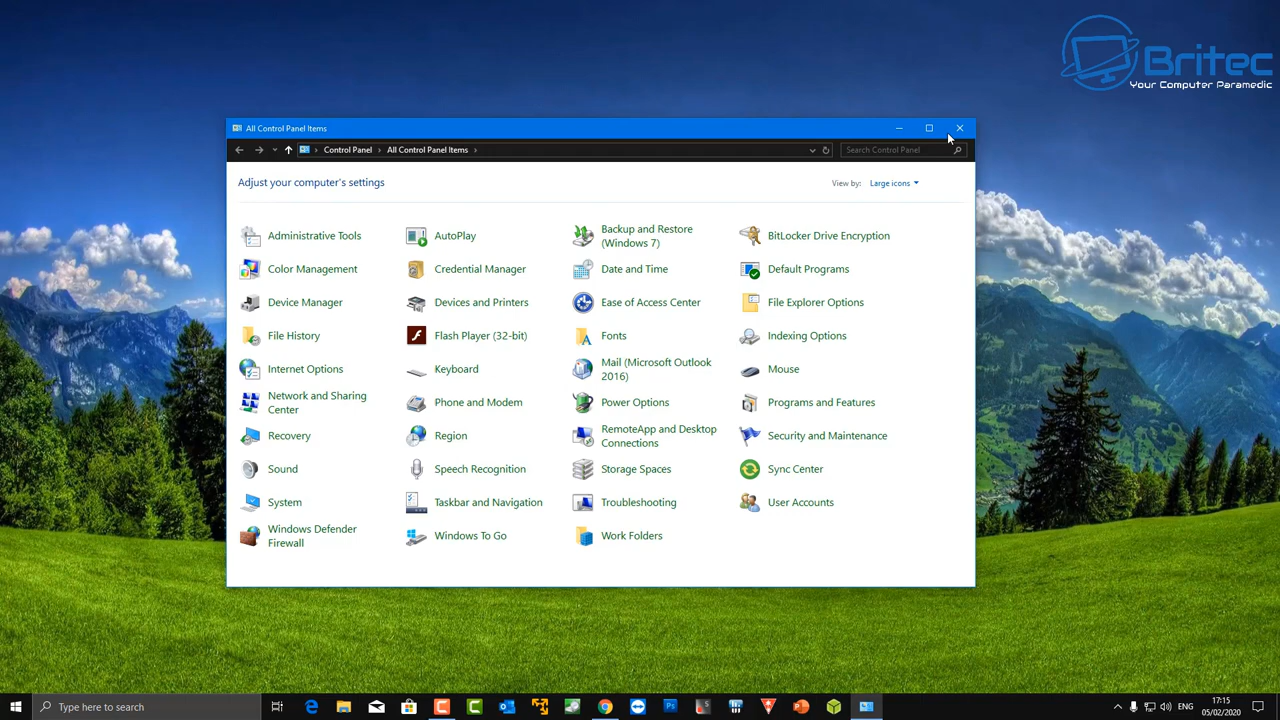 Britec
Your Computer Paramedic
All Control Panel Items
Control Panel > All Control Panel Items >
Search Control Panel
Adjust your computer's settings
View by: Large icons
Administrative Tools
AutoPlay
Backup and Restore
(Windows 7)
BitLocker Drive Encryption
Color Management
Credential Manager
Date and Time
Default Programs
Device Manager
Devices and Printers
Ease of Access Center
File Explorer Options
File History
Flash Player (32-bit)
Fonts
Indexing Options
Internet Options
Keyboard
Mail (Microsoft Outlook
2016)
Mouse
Network and Sharing
Center
Phone and Modem
Power Options
Programs and Features
Recovery
Region
RemoteApp and Desktop
Connections
Security and Maintenance
Sound
Speech Recognition
Storage Spaces
Sync Center
System
Taskbar and Navigation
Troubleshooting
User Accounts
Windows Defender
Firewall
Windows To Go
Work Folders
Type here to search
ENG
17:15
05/02/2020